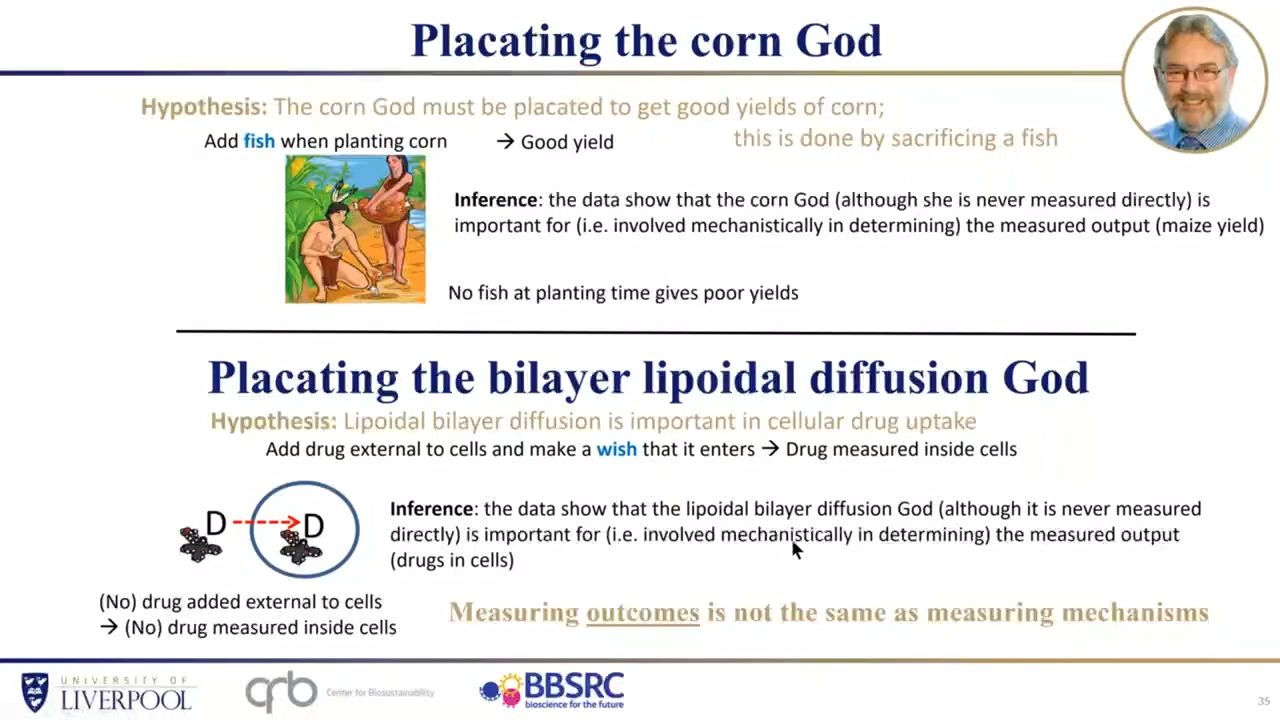 Placating the corn God
Hypothesis: The corn God must be placated to get good yields of corn;
this is done by sacrificing a fish
Add fish when planting corn → Good yield
Inference: the data show that the corn God (although she is never measured directly) is
important for (i.e. involved mechanistically in determining) the measured output (maize yield)
No fish at planting time gives poor yields
Placating the bilayer lipoidal diffusion God
Hypothesis: Lipoidal bilayer diffusion is important in cellular drug uptake
Add drug external to cells and make a wish that it enters → Drug measured inside cells
D D
Inference: the data show that the lipoidal bilayer diffusion God (although it is never measured
directly) is important for (i.e. involved mechanistically in determining) the measured output
(drugs in cells)
(No) drug added external to cells
→ (No) drug measured inside cells
Measuring outcomes is not the same as measuring mechanisms
UNIVERSITY OF
LIVERPOOL
Center for Biosustainability
BBSRC
bioscience for the future
35